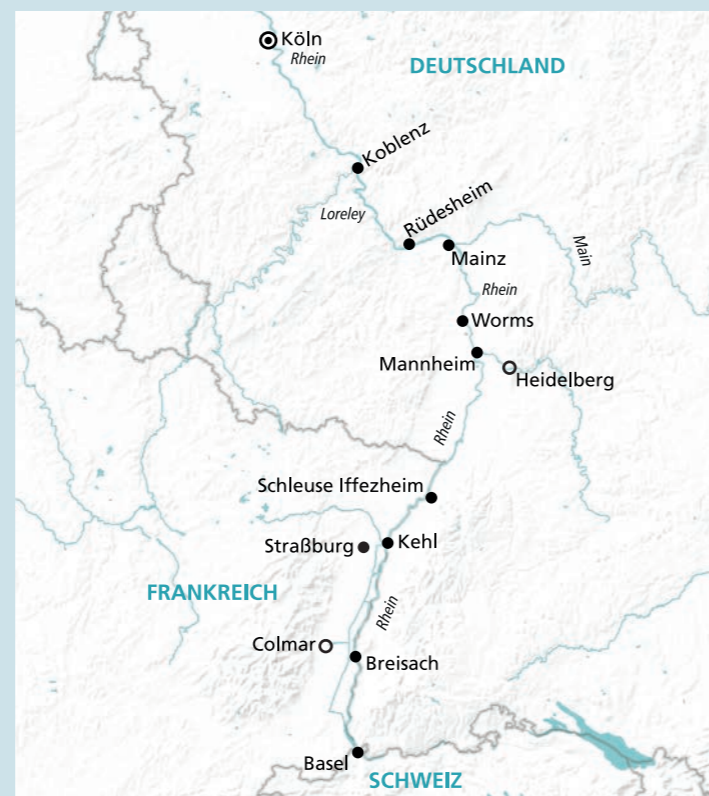 Köln
Rhein
DEUTSCHLAND
Koblenz
Loreley
Rüdesheim
Main
Mainz
Rhein
Worms
Mannheim
Heidelberg
Rhein
Schleuse Iffezheim
Straßburg
Kehl
FRANKREICH
Rhein
Colmar
Breisach
Basel
SCHWEIZ